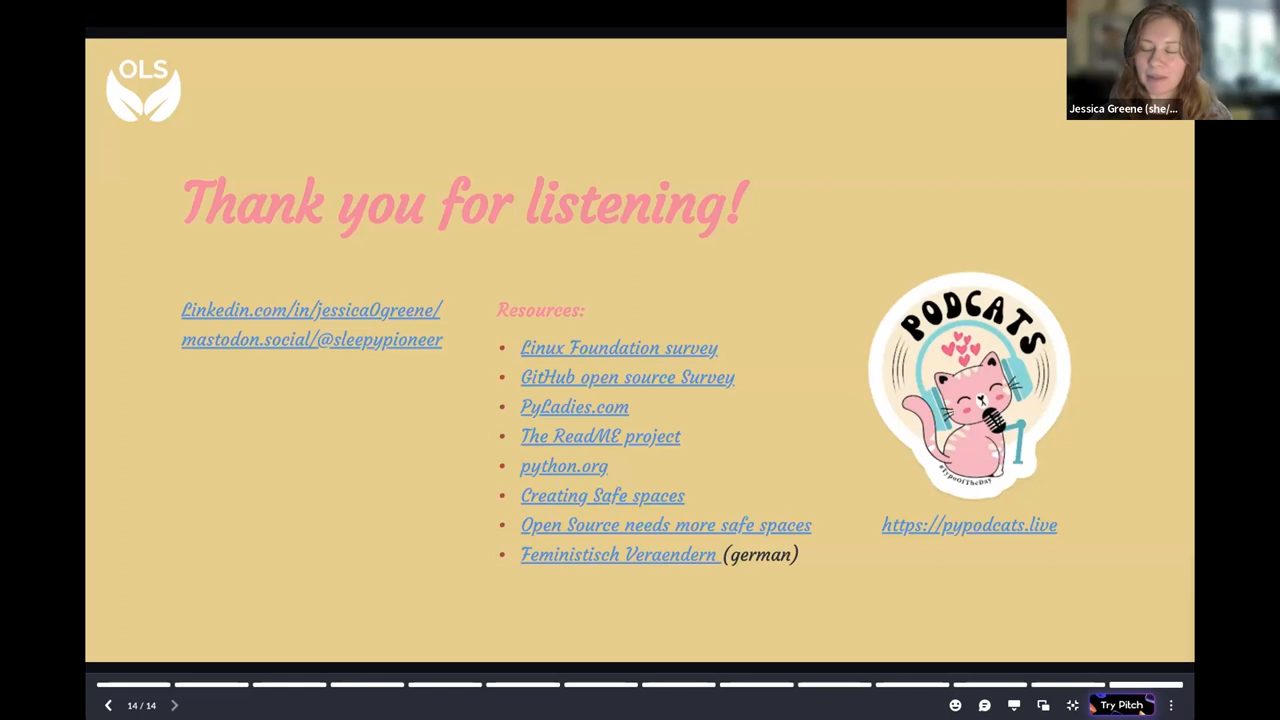 OLS
Jessica Greene (she/...
Thank you for listening!
Linkedin.com/in/jessica0greene/
mastodon.social/@sleepypioneer
Resources:
• Linux Foundation survey
• GitHub open source Survey
• PyLadies.com
• The ReadME project
• python.org
• Creating Safe spaces
• Open Source needs more safe spaces
• Feministisch Veraendern (german)
PODCATS
#TypoOfTheDay
https://pypodcats.live
14 / 14
Try Pitch